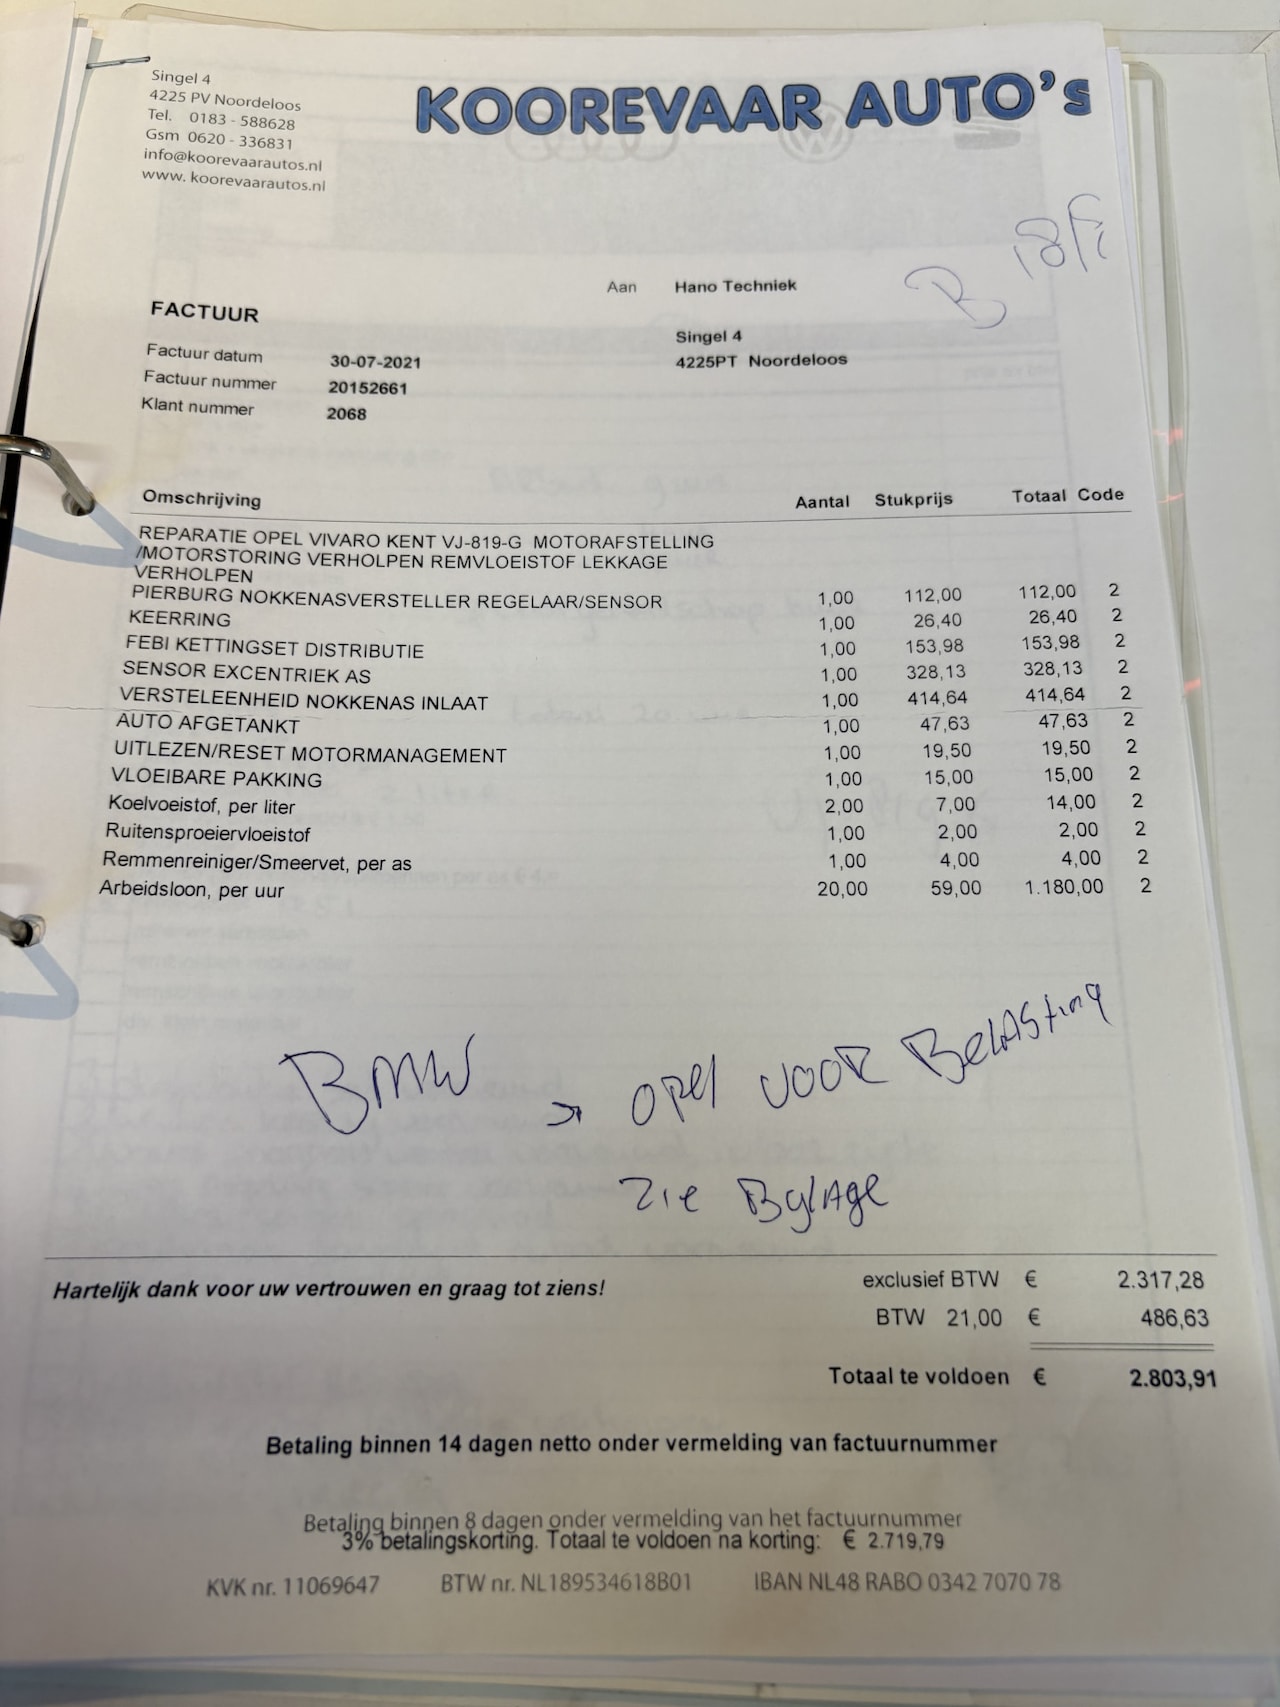 Singel 4
4225 PV Noordeloos
Tel. 0183 - 588628
Gsm 0620 - 336831
info@koorevaarautos.nl
www. koorevaarautos.nl
KOOREVAAR AUTO's
B
Aan Hano Techniek
Singel 4
4225PT Noordeloos
FACTUUR
Factuur datum 30-07-2021
Factuur nummer 20152661
Klant nummer 2068
Omschrijving Aantal Stukprijs Totaal Code
REPARATIE OPEL VIVARO KENT VJ-819-G MOTORAFSTELLING
/MOTORSTORING VERHOLPEN REMVLOEISTOF LEKKAGE
VERHOLPEN
PIERBURG NOKKENASVERSTELLER REGELAAR/SENSOR 1,00 112,00 112,00 2
KEERRING 1,00 26,40 26,40 2
FEBI KETTINGSET DISTRIBUTIE 1,00 153,98 153,98 2
SENSOR EXCENTRIEK AS 1,00 328,13 328,13 2
VERSTELEENHEID NOKKENAS INLAAT 1,00 414,64 414,64 2
AUTO AFGETANKT 1,00 47,63 47,63 2
UITLEZEN/RESET MOTORMANAGEMENT 1,00 19,50 19,50 2
VLOEIBARE PAKKING 1,00 15,00 15,00 2
Koelvoeistof, per liter 2,00 7,00 14,00 2
Ruitensproeiervloeistof 1,00 2,00 2,00 2
Remmenreiniger/Smeervet, per as 1,00 4,00 4,00 2
Arbeidsloon, per uur 20,00 59,00 1.180,00 2
BMW → OPEl VOOR BelASting
Zie BylAge
Hartelijk dank voor uw vertrouwen en graag tot ziens!
exclusief BTW € 2.317,28
BTW 21,00 € 486,63
Totaal te voldoen € 2.803,91
Betaling binnen 14 dagen netto onder vermelding van factuurnummer
Betaling binnen 8 dagen onder vermelding van het factuurnummer
3% betalingskorting. Totaal te voldoen na korting: € 2.719,79
KVK nr. 11069647 BTW nr. NL189534618B01 IBAN NL48 RABO 0342 7070 78